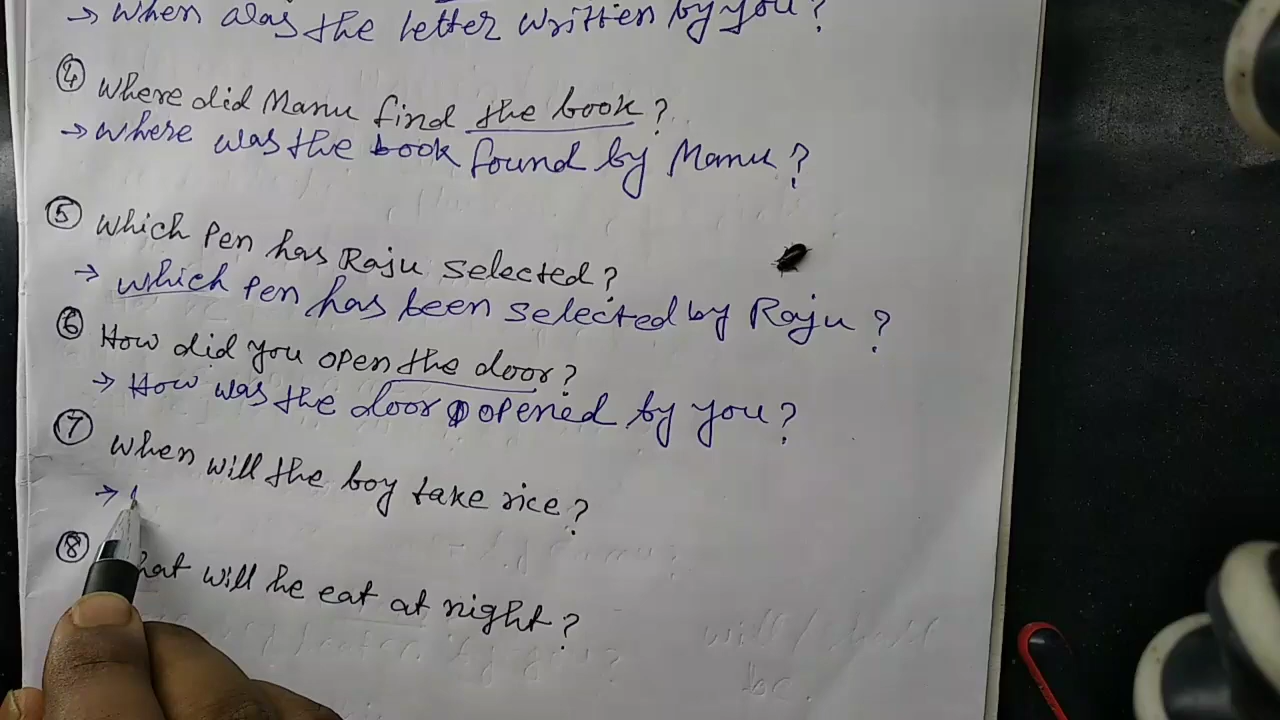 → When was the letter written by you?
④ Where did Manu find the book?
→ Where was the book found by Manu?
⑤ Which Pen has Raju selected?
→ which Pen has been selected by Raju?
⑥ How did you open the door?
→ How was the door opened by you?
⑦ When will the boy take rice?
→
⑧ hat will he eat at night?